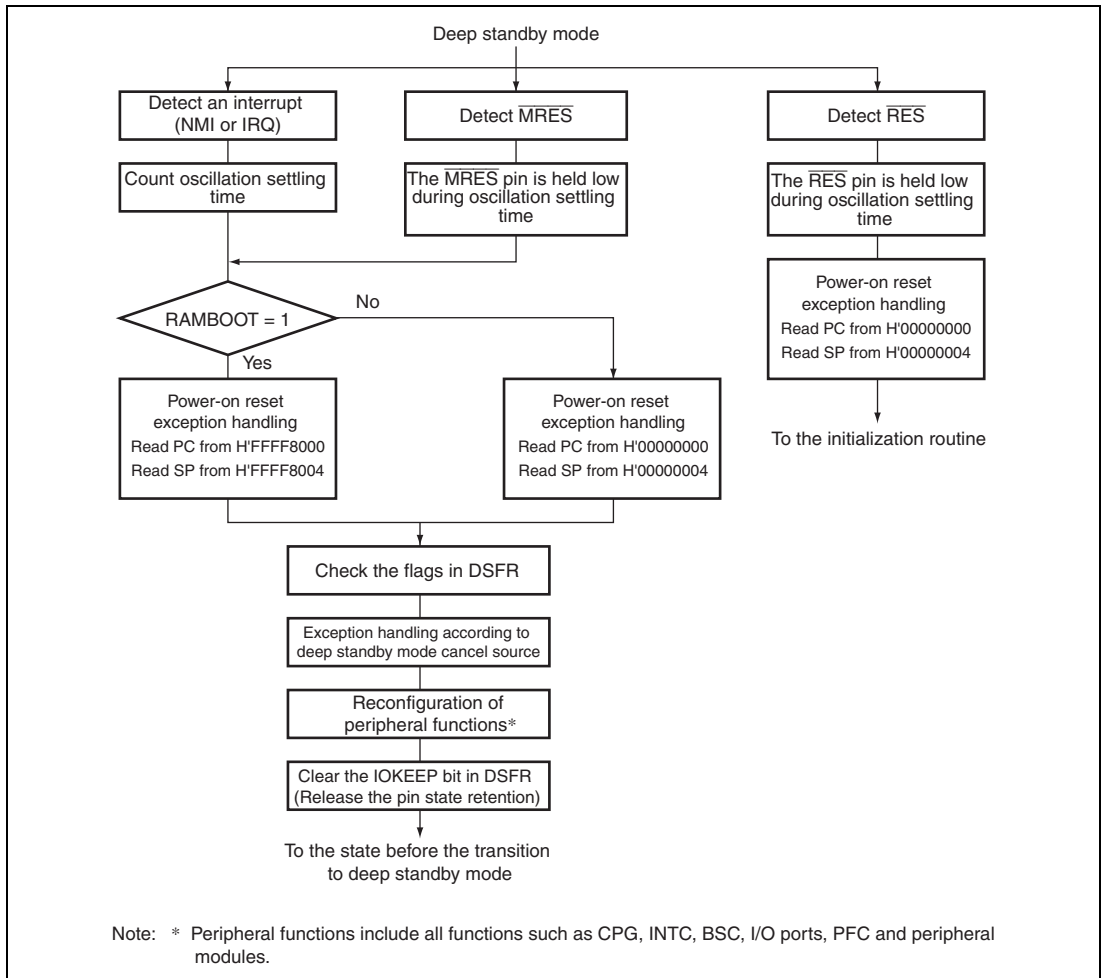 Deep standby mode
Detect an interrupt
(NMI or IRQ)
Detect MRES
Detect RES
Count oscillation settling
time
The MRES pin is held low
during oscillation settling
time
The RES pin is held low
during oscillation settling
time
RAMBOOT = 1
No
Yes
Power-on reset
exception handling
Read PC from H'00000000
Read SP from H'00000004
To the initialization routine
Power-on reset
exception handling
Read PC from H'FFFF8000
Read SP from H'FFFF8004
Power-on reset
exception handling
Read PC from H'00000000
Read SP from H'00000004
Check the flags in DSFR
Exception handling according to
deep standby mode cancel source
Reconfiguration of
peripheral functions*
Clear the IOKEEP bit in DSFR
(Release the pin state retention)
To the state before the transition
to deep standby mode
Note: * Peripheral functions include all functions such as CPG, INTC, BSC, I/O ports, PFC and peripheral
modules.